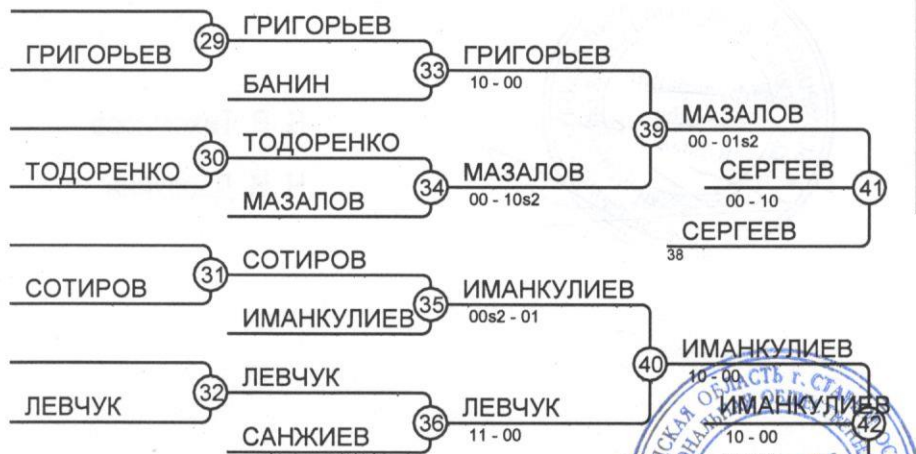 ГРИГОРЬЕВ
29
ГРИГОРЬЕВ
БАНИН
33
ГРИГОРЬЕВ
10 - 00
ТОДОРЕНКО
30
ТОДОРЕНКО
МАЗАЛОВ
34
МАЗАЛОВ
00 - 10s2
39
МАЗАЛОВ
00 - 01s2
СЕРГЕЕВ
00 - 10
41
СЕРГЕЕВ
38
СОТИРОВ
31
СОТИРОВ
ИМАНКУЛИЕВ
35
ИМАНКУЛИЕВ
00s2 - 01
ЛЕВЧУК
32
ЛЕВЧУК
САНЖИЕВ
36
ЛЕВЧУК
11 - 00
40
ИМАНКУЛИЕВ
10 - 00
ИМАНКУЛИЕВ
10 - 00
42
ОБЛАСТЬ г.